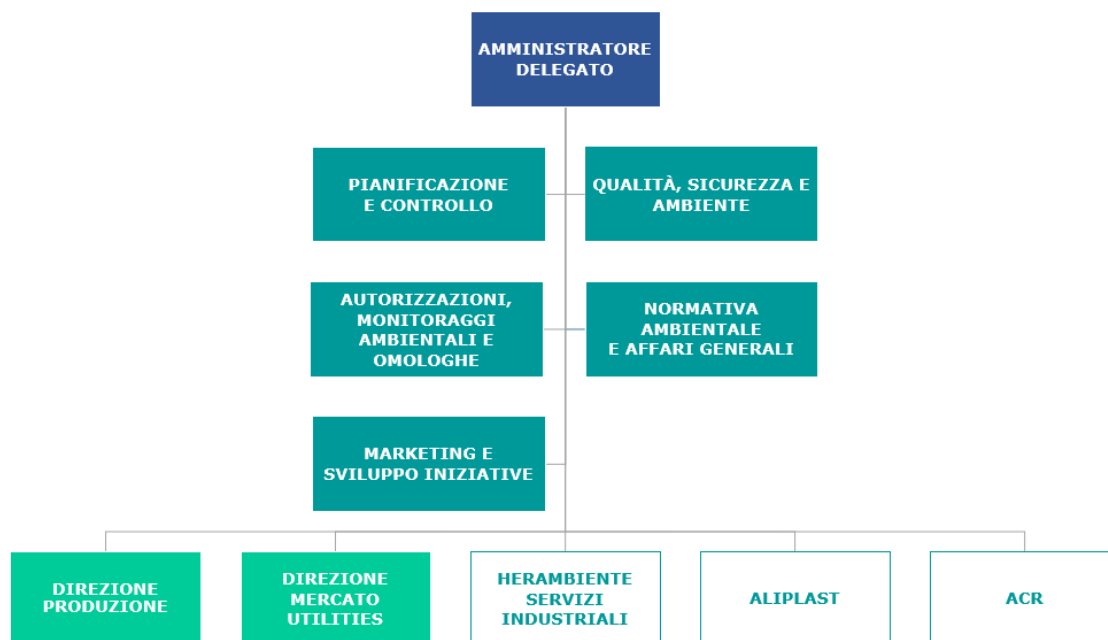 AMMINISTRATORE
DELEGATO
PIANIFICAZIONE
E CONTROLLO
QUALITÀ, SICUREZZA E
AMBIENTE
AUTORIZZAZIONI,
MONITORAGGI
AMBIENTALI E
OMOLOGHE
NORMATIVA
AMBIENTALE
E AFFARI GENERALI
MARKETING E
SVILUPPO INIZIATIVE
DIREZIONE
PRODUZIONE
DIREZIONE
MERCATO
UTILITIES
HERAMBIENTE
SERVIZI
INDUSTRIALI
ALIPLAST
ACR